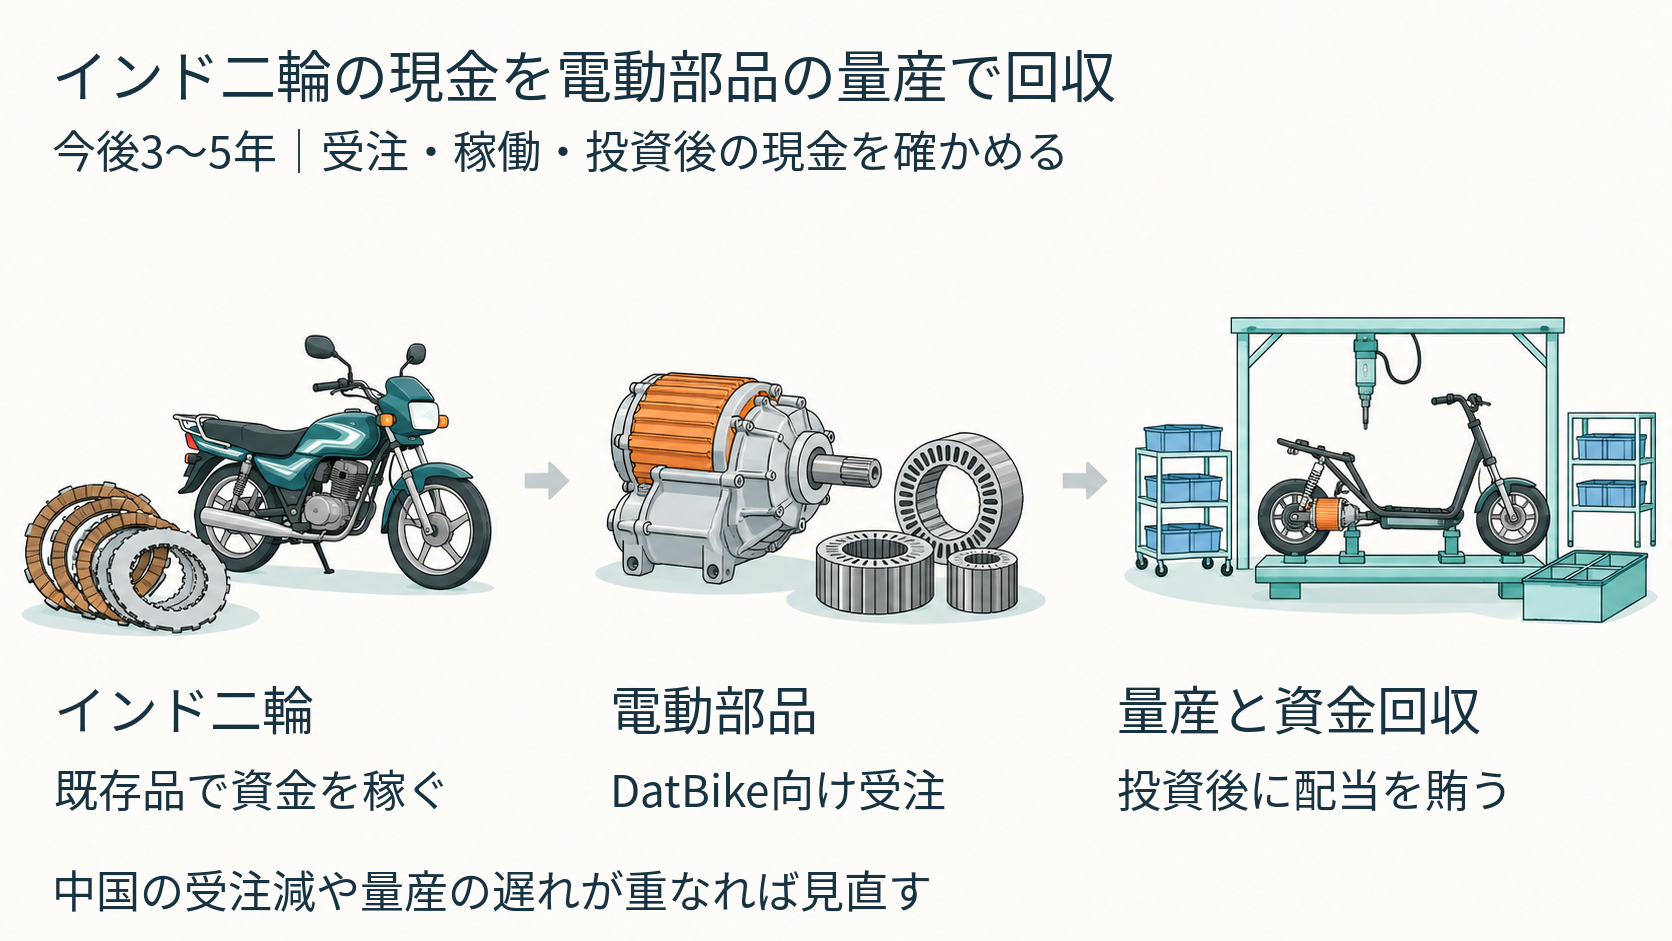 インド二輪の現金を電動部品の量産で回収
今後3〜5年｜受注・稼働・投資後の現金を確かめる
インド二輪
既存品で資金を稼ぐ
電動部品
DatBike向け受注
量産と資金回収
投資後に配当を賄う
中国の受注減や量産の遅れが重なれば見直す